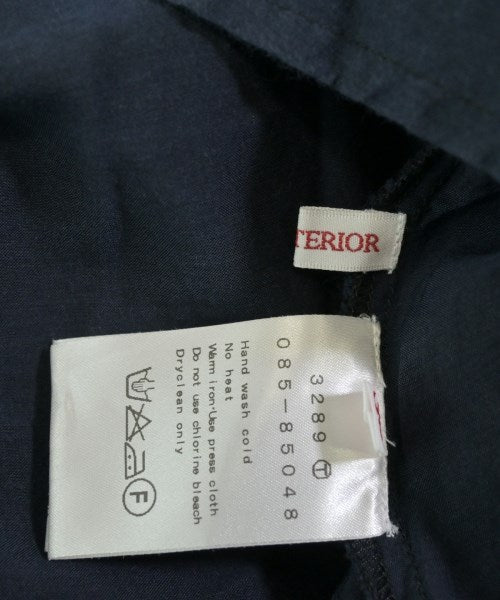 TERIOR
3289 T
085-85048
Hand wash cold
No heat
Warm iron·Use press cloth
Do not use chlorine bleach
Dryclean only
F